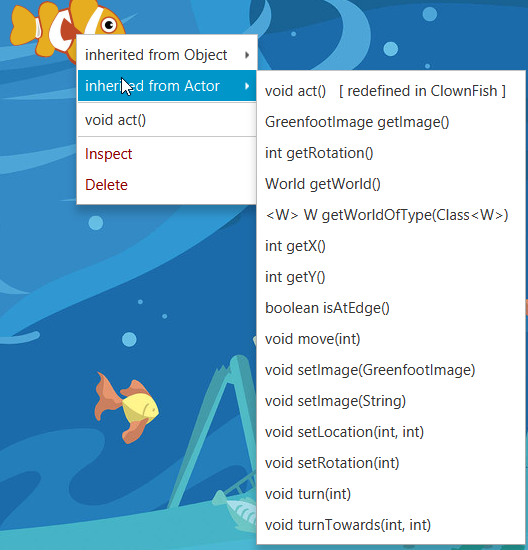 inherited from Object
inherited from Actor
void act()
Inspect
Delete
void act() [ redefined in ClownFish ]
GreenfootImage getImage()
int getRotation()
World getWorld()
<W> W getWorldOfType(Class<W>)
int getX()
int getY()
boolean isAtEdge()
void move(int)
void setImage(GreenfootImage)
void setImage(String)
void setLocation(int, int)
void setRotation(int)
void turn(int)
void turnTowards(int, int)